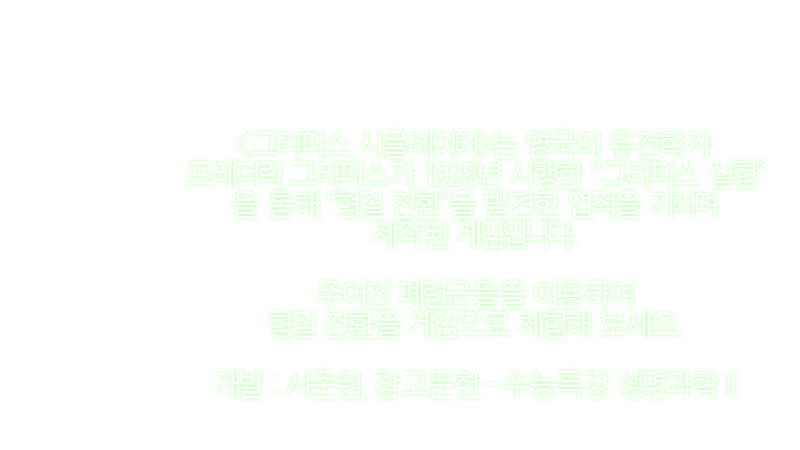 <그리피스 시뮬레이터>는 영국의 유전학자
프레더릭 그리피스가 1928년 시행한 “그리피스 실험”
을 통해 “형질 전환”을 발견한 업적을 기리며
제작된 게임입니다.
주어진 폐렴균들을 이용하여
형질 전환을 게임으로 체험해 보세요.
개발 : 서준원, 참고문헌 - 수능특강 생명과학 II